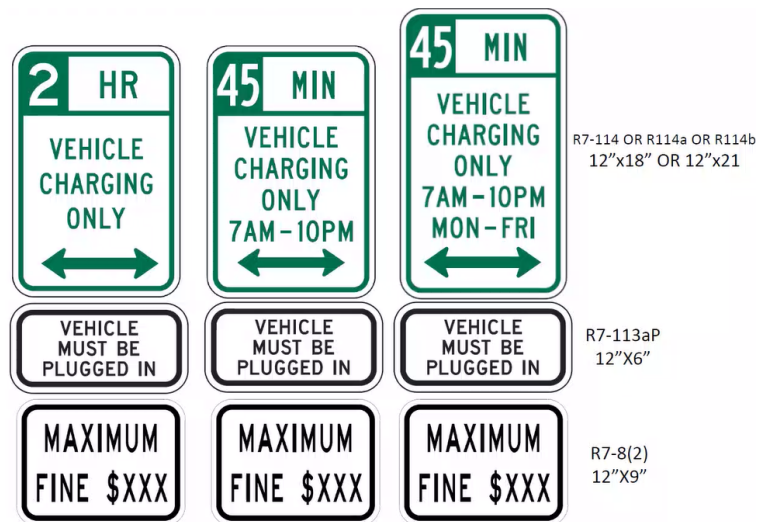 2 HR
VEHICLE
CHARGING
ONLY
45 MIN
VEHICLE
CHARGING
ONLY
7AM-10PM
45 MIN
VEHICLE
CHARGING
ONLY
7AM-10PM
MON-FRI
R7-114 OR R114a OR R114b
12”x18” OR 12”x21
VEHICLE
MUST BE
PLUGGED IN
VEHICLE
MUST BE
PLUGGED IN
VEHICLE
MUST BE
PLUGGED IN
R7-113aP
12”X6”
MAXIMUM
FINE $XXX
MAXIMUM
FINE $XXX
MAXIMUM
FINE $XXX
R7-8(2)
12”X9”